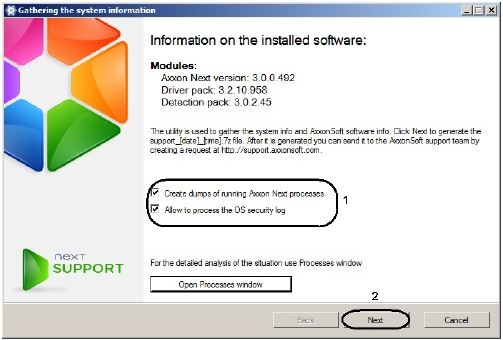 Gathering the system information
Information on the installed software:
Modules:
Axxon Next version: 3.0.0.492
Driver pack: 3.2.10.958
Detection pack: 3.0.2.45
The utility is used to gather the system info and AxxonSoft software info. Click Next to generate the
support_[date]_[time].7z file. After it is generated you can send it to the AxxonSoft support team by
creating a request at http://support.axxonsoft.com.
Create dumps of running Axxon Next processes
1
Allow to process the OS security log
next
SUPPORT
For the detailed analysis of the situation use Processes window
Open Processes window
2
Back
Next
Cancel